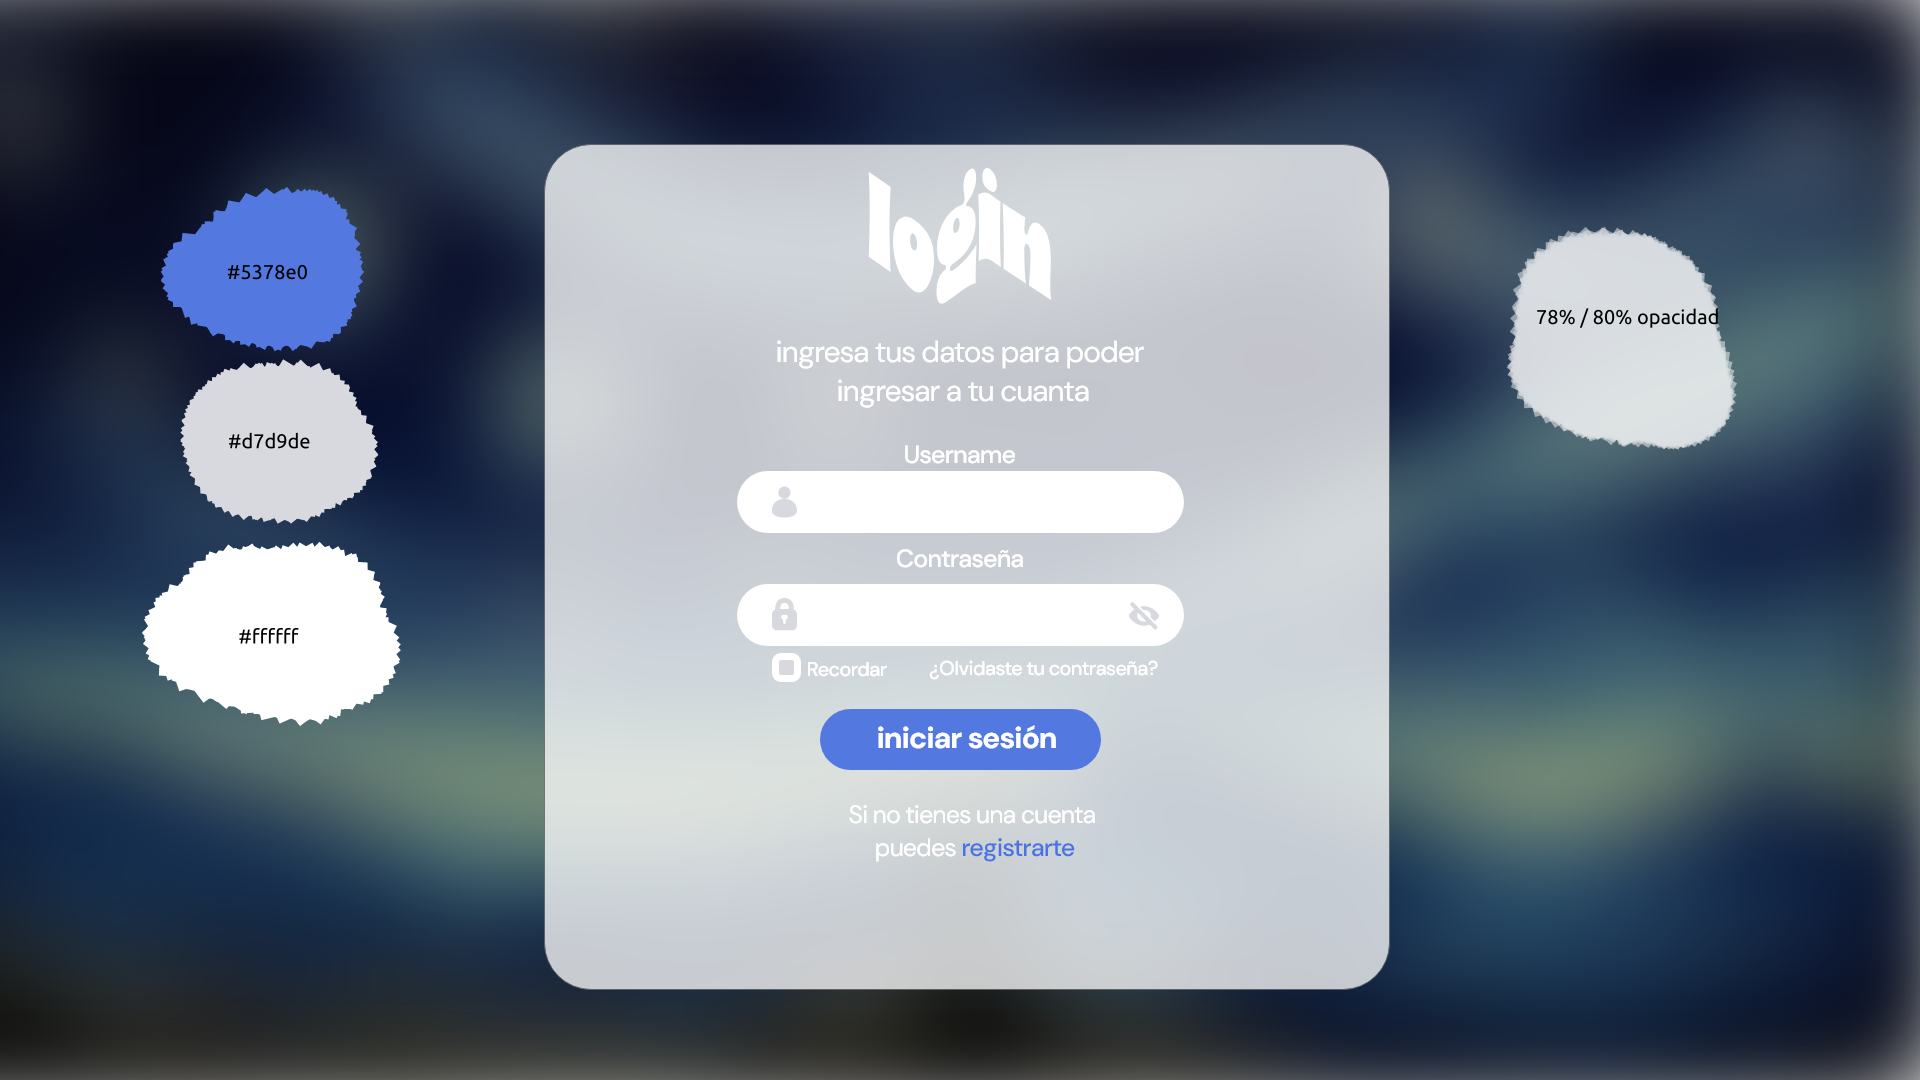 login
ingresa tus datos para poder
ingresar a tu cuanta
Username
Contraseña
Recordar
¿Olvidaste tu contraseña?
iniciar sesión
Si no tienes una cuenta
puedes registrarte
#5378e0
#d7d9de
#ffffff
78% / 80% opacidad